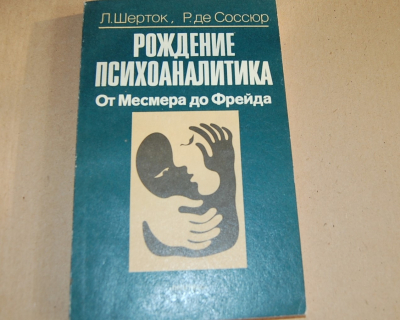 Л. Шерток, Р. де Соссюр
РОЖДЕНИЕ
ПСИХОАНАЛИТИКА
От Месмера до Фрейда